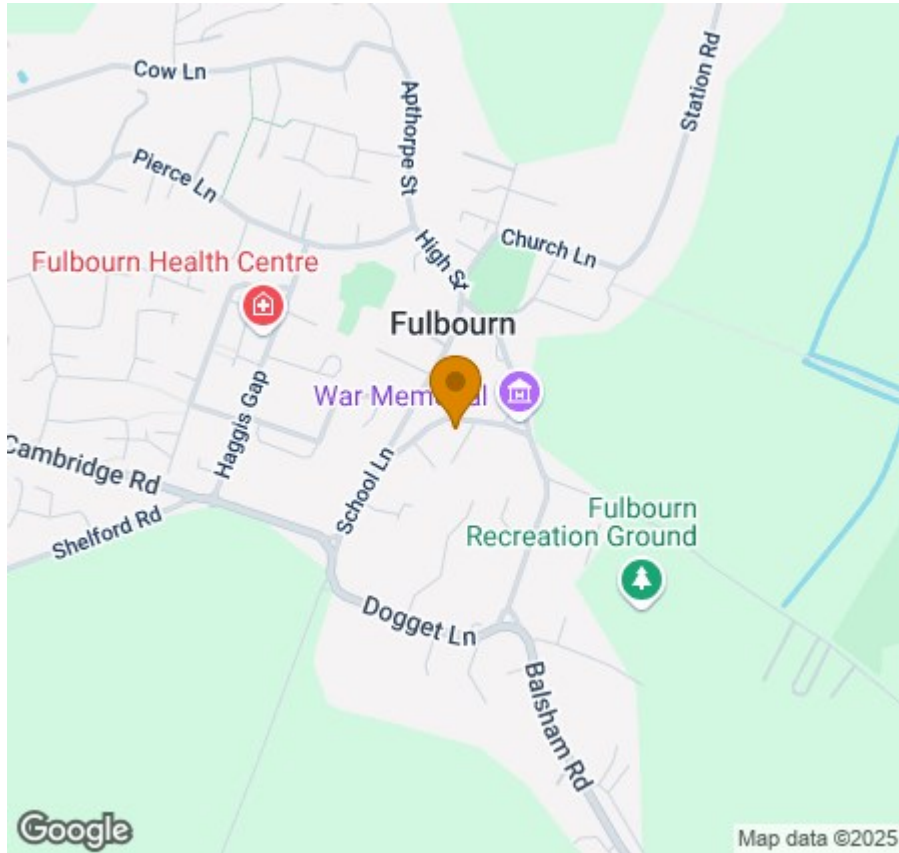 Cow Ln
Apthorpe St
Station Rd
Pierce Ln
High St
Church Ln
Fulbourn Health Centre
Fulbourn
War Memorial
Haggis Gap
School Ln
Cambridge Rd
Shelford Rd
Fulbourn
Recreation Ground
Dogget Ln
Balsham Rd
Google
Map data ©2025